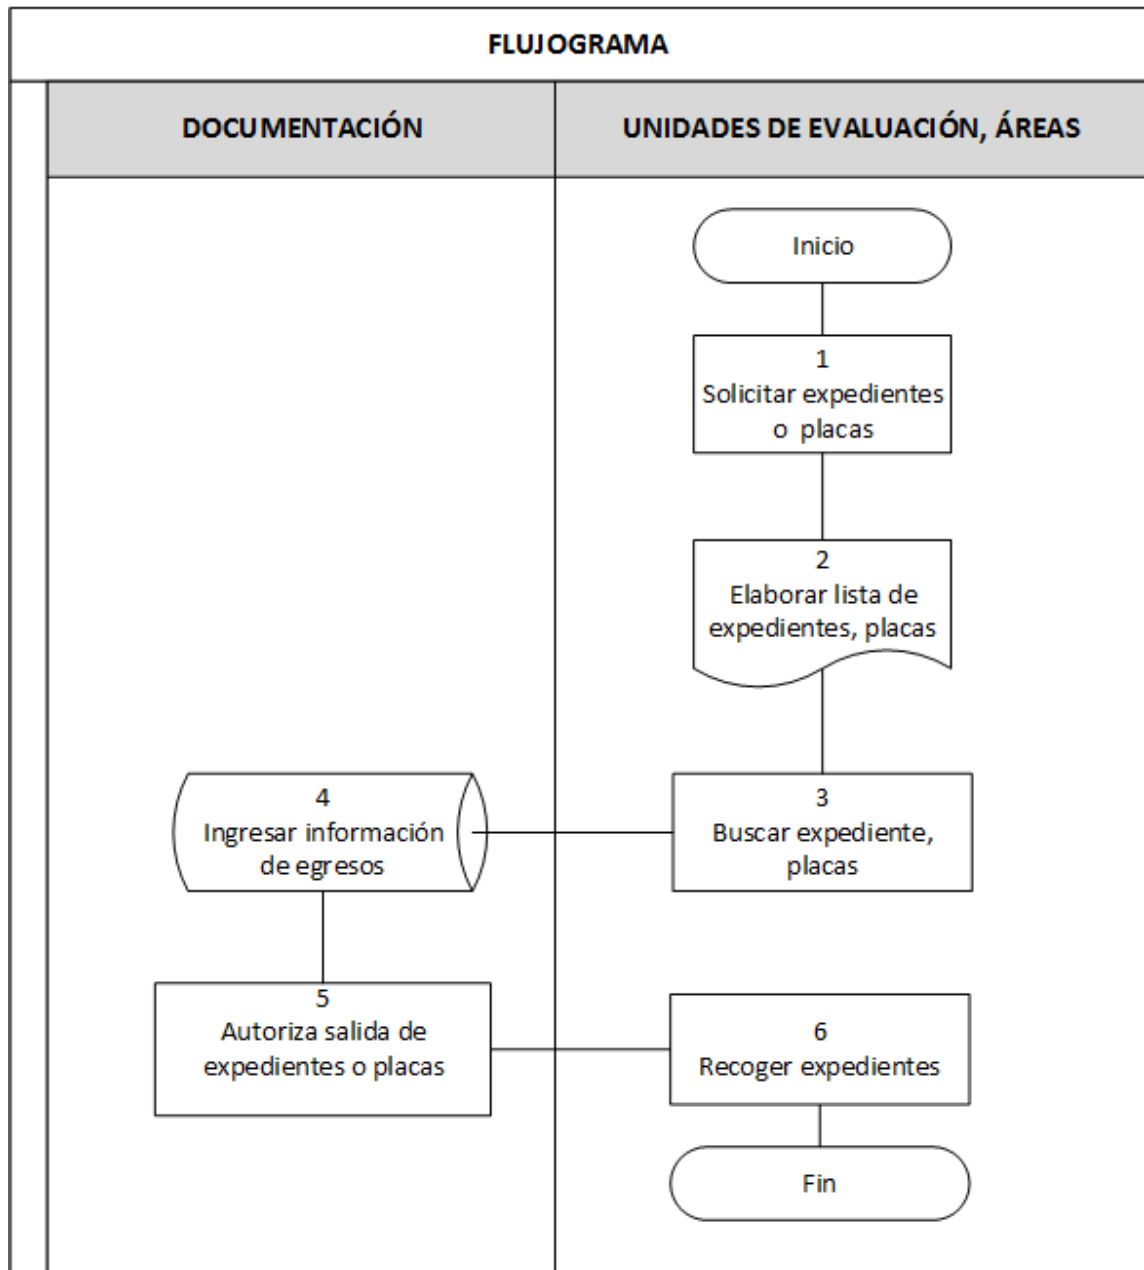 FLUJOGRAMA
DOCUMENTACIÓN
UNIDADES DE EVALUACIÓN, ÁREAS
Inicio
1
Solicitar expedientes
o placas
2
Elaborar lista de
expedientes, placas
3
Buscar expediente,
placas
4
Ingresar información
de egresos
5
Autoriza salida de
expedientes o placas
6
Recoger expedientes
Fin